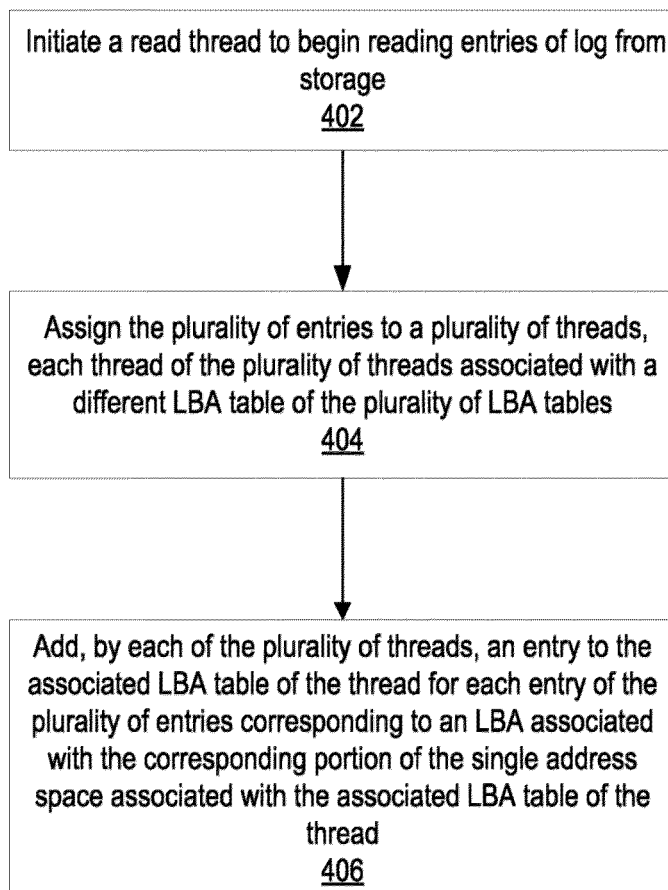 Initiate a read thread to begin reading entries of log from
storage
402
Assign the plurality of entries to a plurality of threads,
each thread of the plurality of threads associated with a
different LBA table of the plurality of LBA tables
404
Add, by each of the plurality of threads, an entry to the
associated LBA table of the thread for each entry of the
plurality of entries corresponding to an LBA associated
with the corresponding portion of the single address
space associated with the associated LBA table of the
thread
406